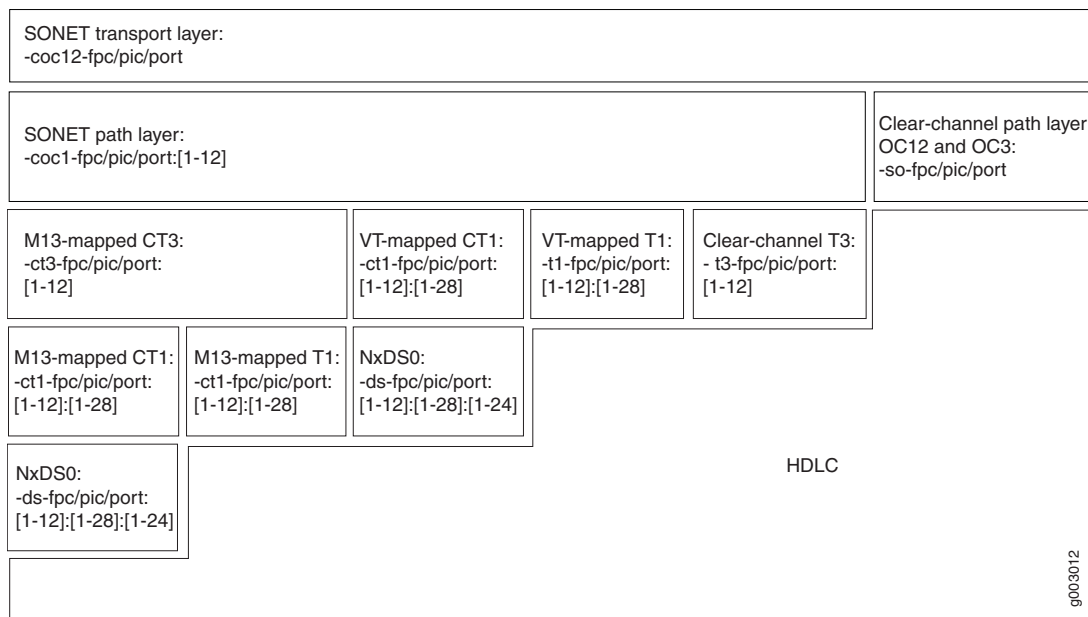 SONET transport layer:
-coc12-fpc/pic/port
SONET path layer:
-coc1-fpc/pic/port:[1-12]
Clear-channel path layer
OC12 and OC3:
-so-fpc/pic/port
M13-mapped CT3:
-ct3-fpc/pic/port:
[1-12]
VT-mapped CT1:
-ct1-fpc/pic/port:
[1-12]:[1-28]
VT-mapped T1:
-t1-fpc/pic/port:
[1-12]:[1-28]
Clear-channel T3:
- t3-fpc/pic/port:
[1-12]
M13-mapped CT1:
-ct1-fpc/pic/port:
[1-12]:[1-28]
M13-mapped T1:
-ct1-fpc/pic/port:
[1-12]:[1-28]
NxDS0:
-ds-fpc/pic/port:
[1-12]:[1-28]:[1-24]
NxDS0:
-ds-fpc/pic/port:
[1-12]:[1-28]:[1-24]
HDLC
g003012